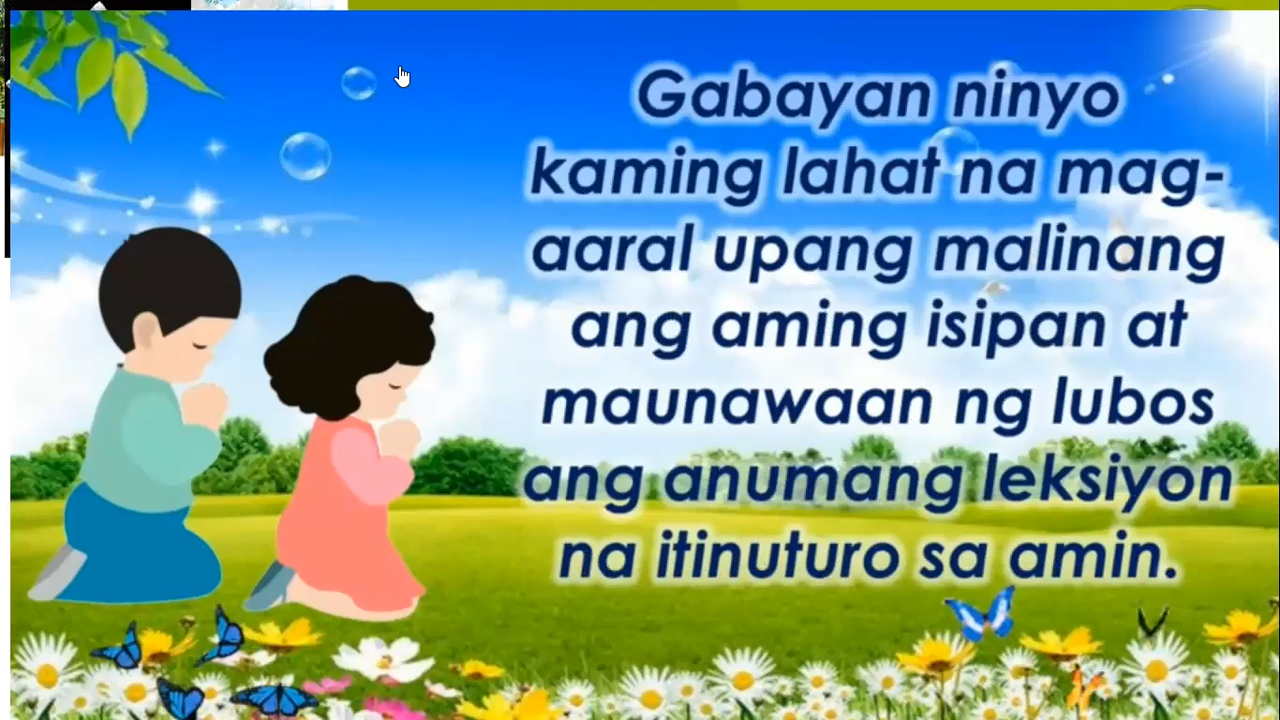 Gabayan ninyo
kaming lahat na mag-
aaral upang malinang
ang aming isipan at
maunawaan ng lubos
ang anumang leksiyon
na itinuturo sa amin.